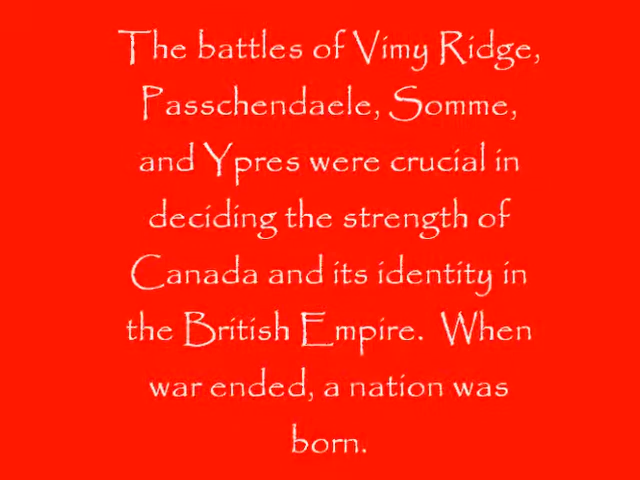 The battles of Vimy Ridge,
Passchendaele, Somme,
and Ypres were crucial in
deciding the strength of
Canada and its identity in
the British Empire. When
war ended, a nation was
born.